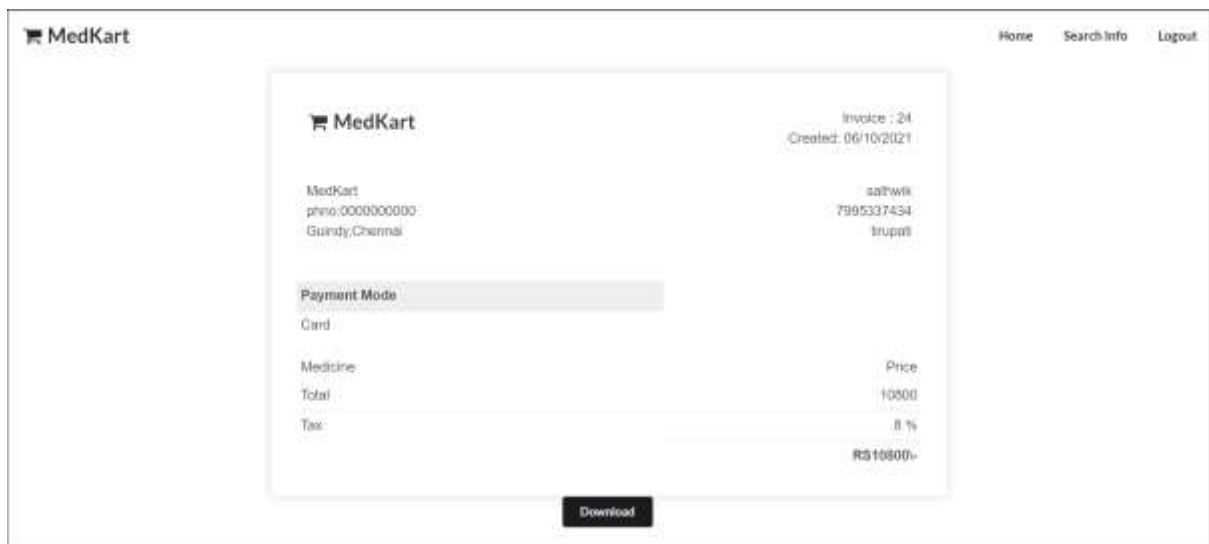 MedKart
Home Search Info Logout
MedKart
Invoice : 24
Created: 06/10/2021
MedKart
phno:0000000000
Guindy,Chennai
sathwik
7995337434
tirupati
Payment Mode
Card
Medicine Price
Total 10800
Tax 8 %
RS10800/-
Download